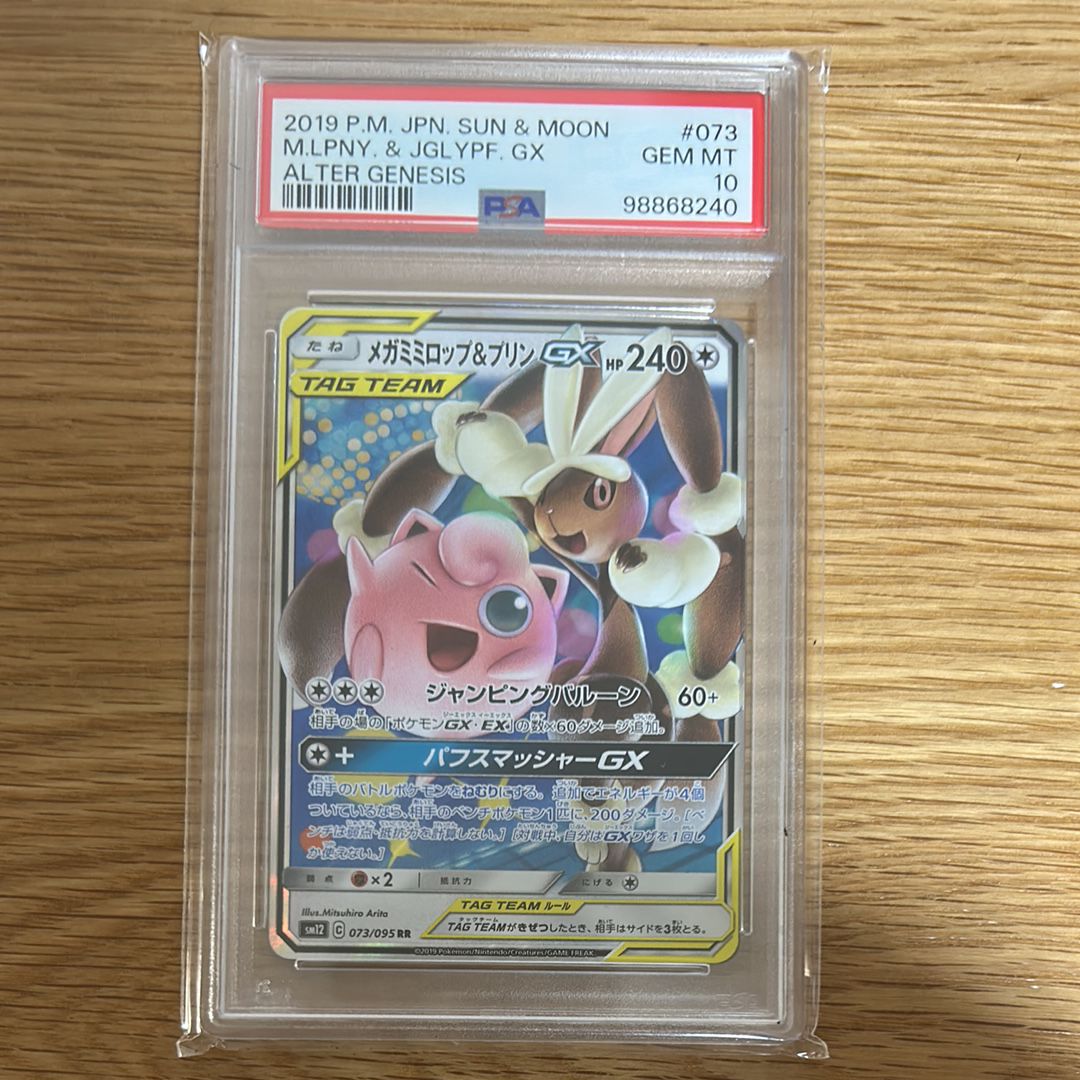 2019 P.M. JPN. SUN & MOON
#073
M.LPNY. & JGLYPF. GX
GEM MT
ALTER GENESIS
10
PSA
98868240
たね
メガミミロップ&プリンGX
HP240
TAG TEAM
ジャンピングバルーン
60+
相手の場の「ポケモンGX・EX」の数×60ダメージ追加。
+
パフスマッシャーGX
相手のバトルポケモンをねむりにする。追加でエネルギーが4個
ついているなら、相手のベンチポケモン1匹に、200ダメージ。[ベ
ンチは弱点・抵抗力を計算しない。][対戦中、自分はGXワザを1回し
か使えない。]
弱点
×2
抵抗力
にげる
Illus.Mitsuhiro Arita
TAG TEAM ルール
TAG TEAMがきぜつしたとき、相手はサイドを3枚とる。
SM12
C
073/095 RR
©2019 Pokémon/Nintendo/Creatures/GAME FREAK.